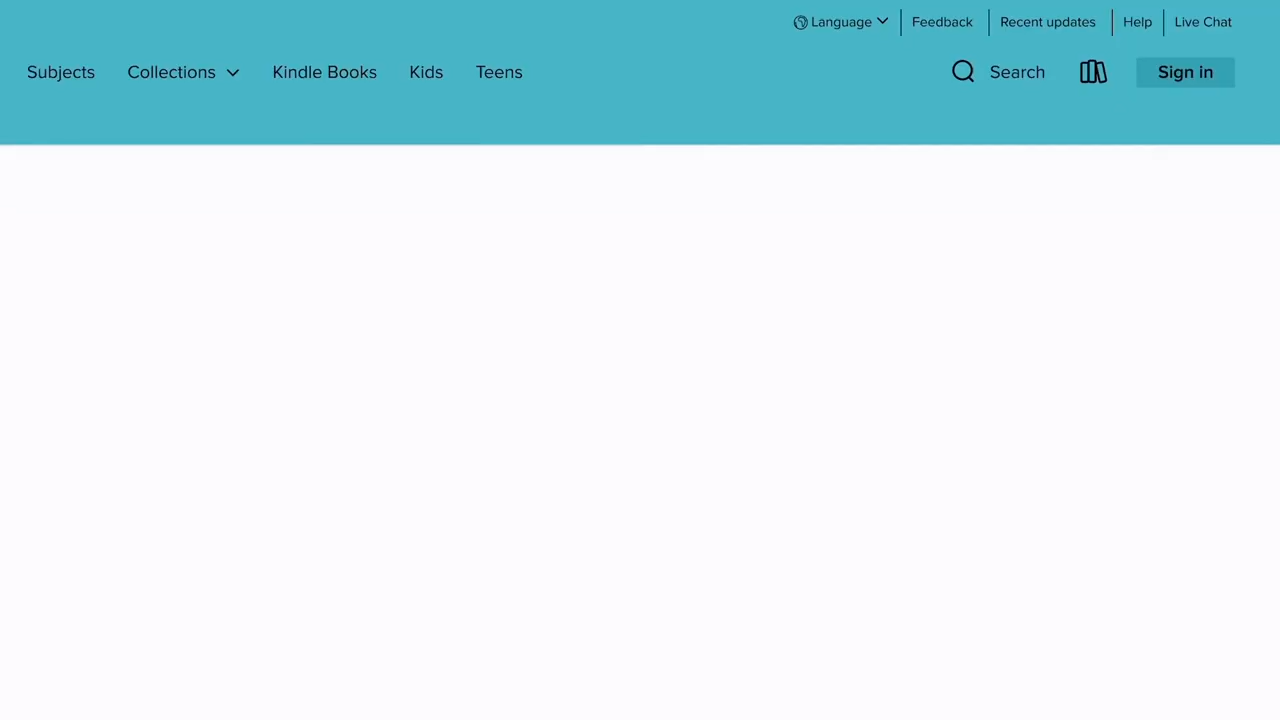 Language
Feedback
Recent updates
Help
Live Chat
Subjects
Collections
Kindle Books
Kids
Teens
Search
Sign in